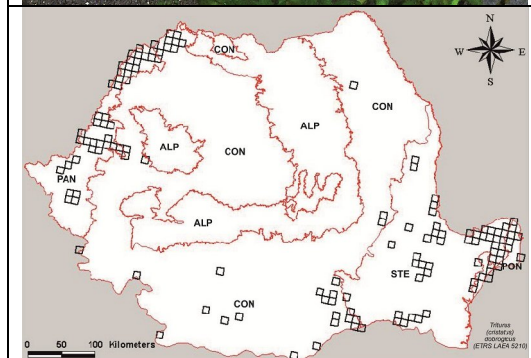 N
W E
S
CON
CON
ALP
ALP
CON
PAN
ALP
STE
PON
CON
Triturus
(cristatus)
dobrogicus
(ETRS LAEA 5210)
0 50 100 Kilometers